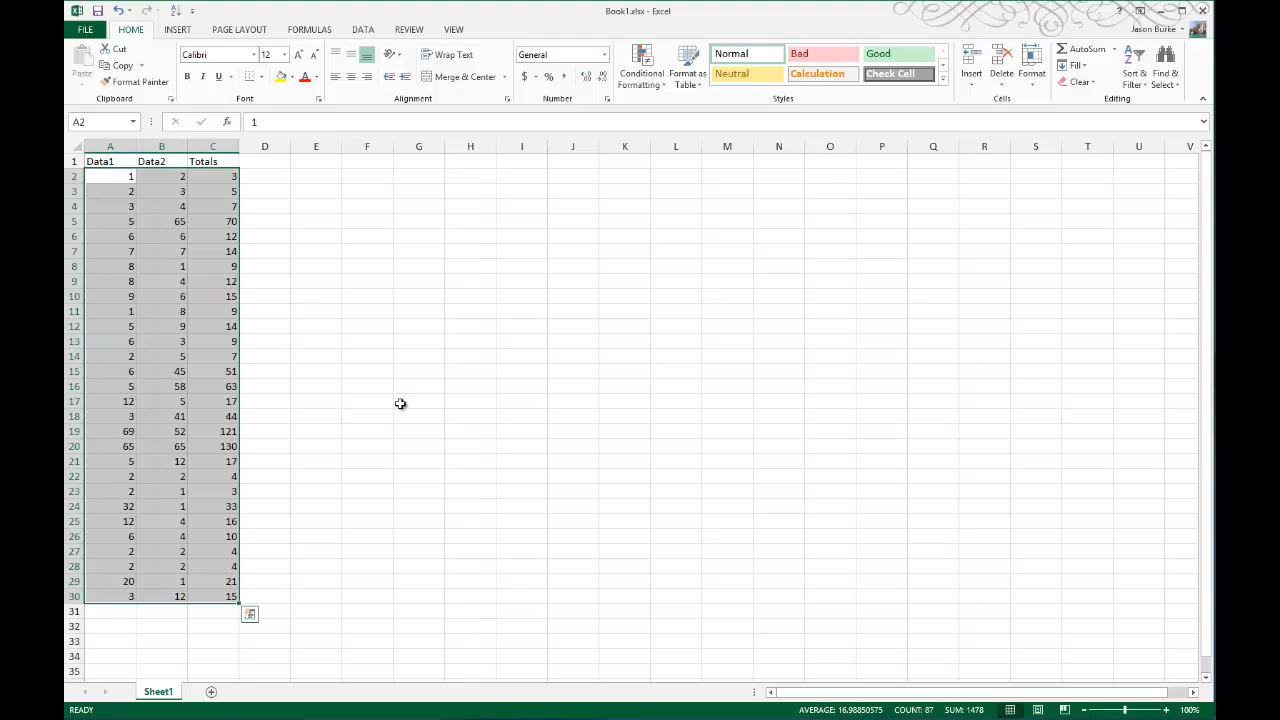 Book1.xlsx - Excel
FILE HOME INSERT PAGE LAYOUT FORMULAS DATA REVIEW VIEW Jason Burke
Paste Cut Copy Format Painter Clipboard
Calibri 12 B I U A A Font
Wrap Text Merge & Center Alignment
General $ % , Number
Conditional Formatting Format as Table
Normal Bad Good
Neutral Calculation Check Cell
Styles
Insert Delete Format Cells
AutoSum Fill Clear Sort & Filter Find & Select Editing
A2 fx 1
A B C D E F G H I J K L M N O P Q R S T U V
1 Data1 Data2 Totals
2 1 2 3
3 2 3 5
4 3 4 7
5 5 65 70
6 6 6 12
7 7 7 14
8 8 1 9
9 8 4 12
10 9 6 15
11 1 8 9
12 5 9 14
13 6 3 9
14 2 5 7
15 6 45 51
16 5 58 63
17 12 5 17
18 3 41 44
19 69 52 121
20 65 65 130
21 5 12 17
22 2 2 4
23 2 1 3
24 32 1 33
25 12 4 16
26 6 4 10
27 2 2 4
28 2 2 4
29 20 1 21
30 3 12 15
31
32
33
34
35
Sheet1
READY AVERAGE: 16.98850575 COUNT: 87 SUM: 1478 100%